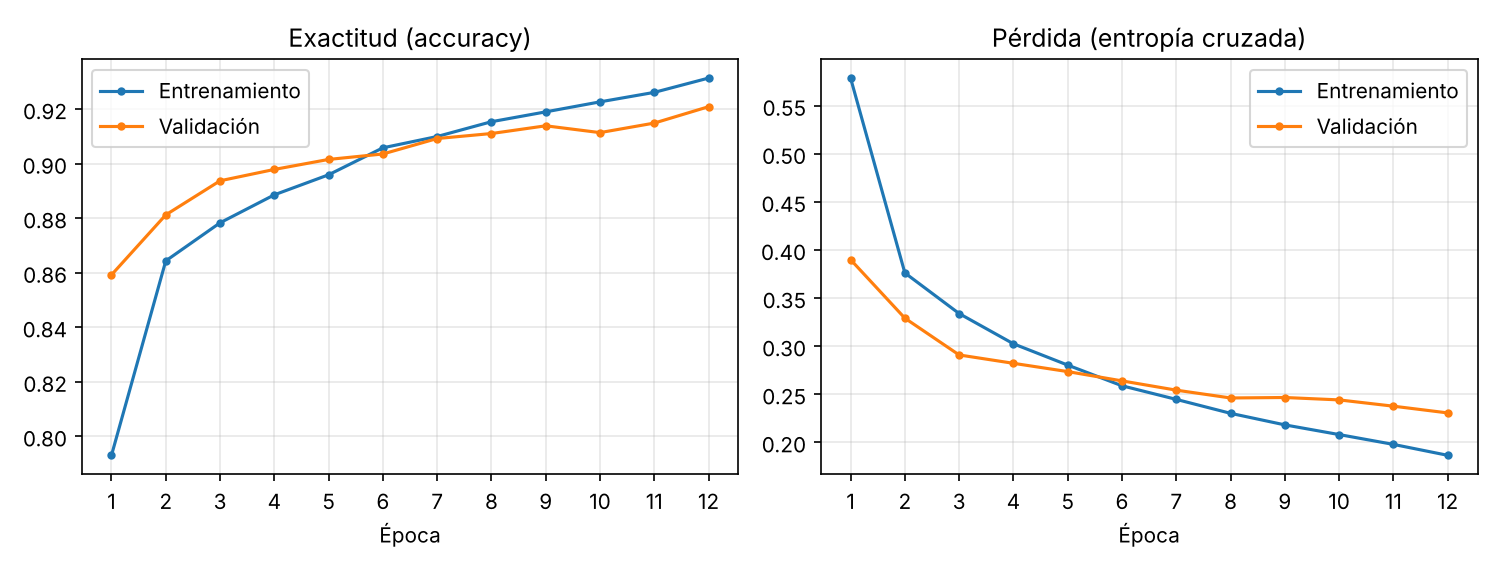 Exactitud (accuracy)
Entrenamiento
Validación
0.92
0.90
0.88
0.86
0.84
0.82
0.80
1 2 3 4 5 6 7 8 9 10 11 12
Época
Pérdida (entropía cruzada)
Entrenamiento
Validación
0.55
0.50
0.45
0.40
0.35
0.30
0.25
0.20
1 2 3 4 5 6 7 8 9 10 11 12
Época